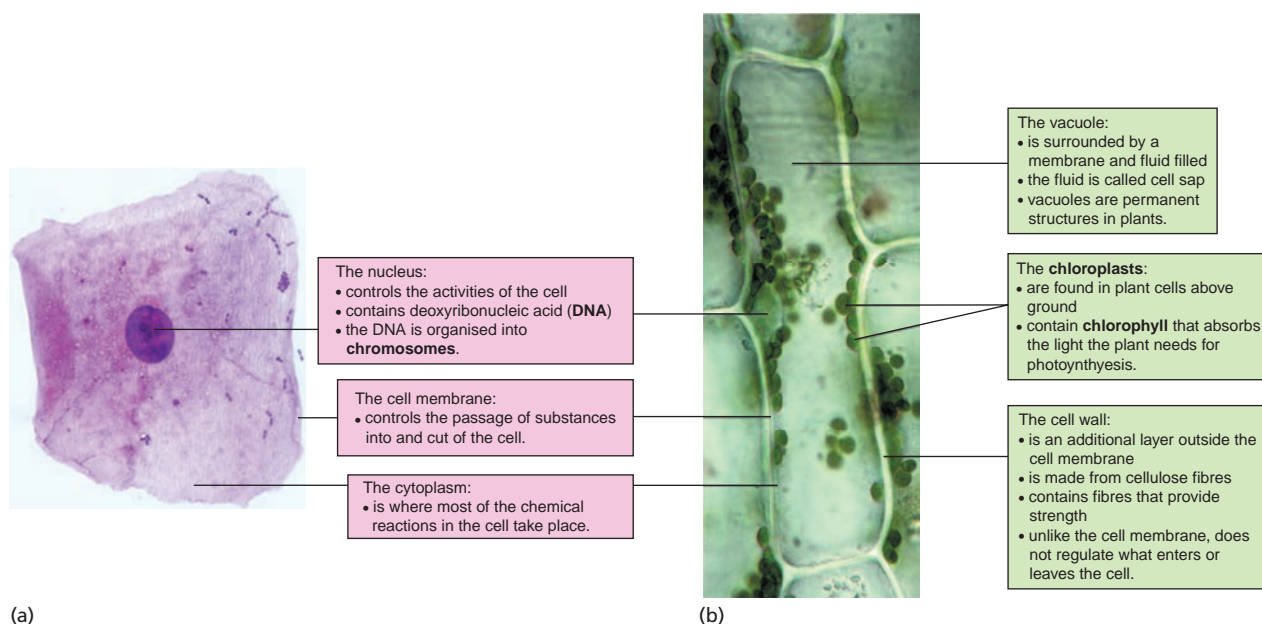 The nucleus:
• controls the activities of the cell
• contains deoxyribonucleic acid (DNA)
• the DNA is organised into
chromosomes.
The cell membrane:
• controls the passage of substances
into and cut of the cell.
The cytoplasm:
• is where most of the chemical
reactions in the cell take place.
(a)
The vacuole:
• is surrounded by a
membrane and fluid filled
• the fluid is called cell sap
• vacuoles are permanent
structures in plants.
The chloroplasts:
• are found in plant cells above
ground
• contain chlorophyll that absorbs
the light the plant needs for
photoynthyesis.
The cell wall:
• is an additional layer outside the
cell membrane
• is made from cellulose fibres
• contains fibres that provide
strength
• unlike the cell membrane, does
not regulate what enters or
leaves the cell.
(b)